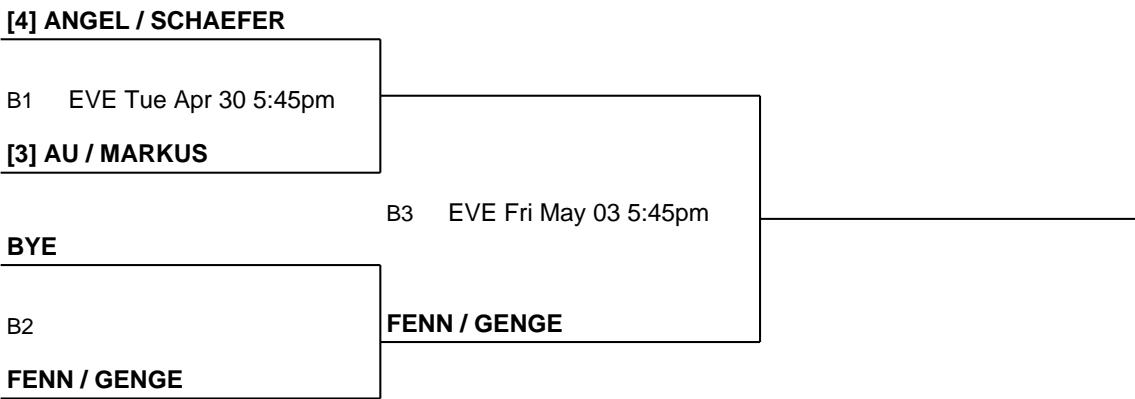 [4] ANGEL / SCHAEFER
B1 EVE Tue Apr 30 5:45pm
[3] AU / MARKUS
B3 EVE Fri May 03 5:45pm
BYE
B2
FENN / GENGE
FENN / GENGE